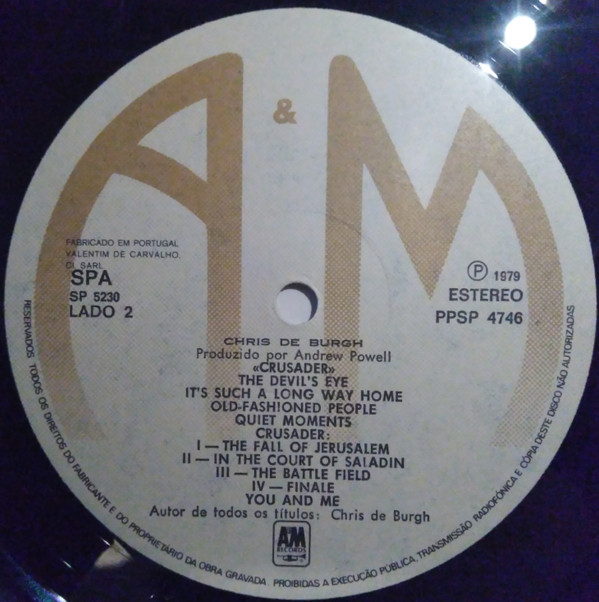 A & M
FABRICADO EM PORTUGAL
VALENTIM DE CARVALHO.
CI. SARL
SPA
SP 5230
LADO 2
℗ 1979
ESTEREO
PPSP 4746
CHRIS DE BURGH
Produzido por Andrew Powell
«CRUSADER»
THE DEVIL'S EYE
IT'S SUCH A LONG WAY HOME
OLD-FASHIONED PEOPLE
QUIET MOMENTS
CRUSADER:
I — THE FALL OF JERUSALEM
II — IN THE COURT OF SALADIN
III — THE BATTLE FIELD
IV — FINALE
YOU AND ME
Autor de todos os títulos: Chris de Burgh
A&M
RECORDS
RESERVADOS TODOS OS DIREITOS DO FABRICANTE E DO PROPRIETÁRIO DA OBRA GRAVADA. PROIBIDAS A EXECUÇÃO PÚBLICA, TRANSMISSÃO RADIOFÓNICA E CÓPIA DESTE DISCO NÃO AUTORIZADAS